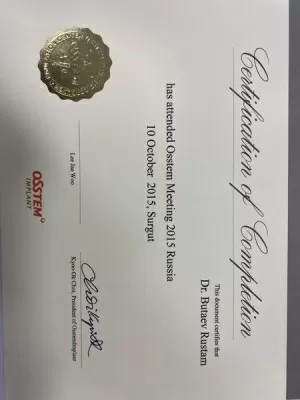 Certification of Completion
This document certifies that
Dr. Butaev Rustam
has attended Osstem Meeting 2015 Russia
10 October 2015, Surgut
Lee Jae Woo
Kyoo-Ok Choi, President of OsstemImplant
OSSTEM
IMPLANT